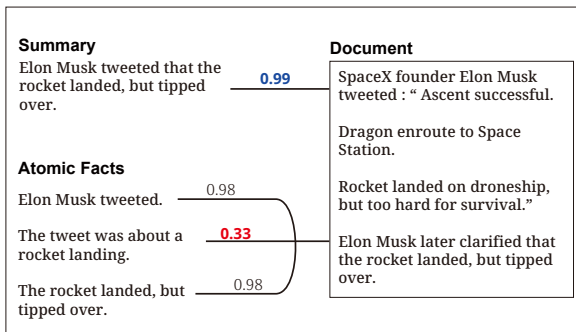 Summary
Elon Musk tweeted that the
rocket landed, but tipped
over.
0.99
Document
SpaceX founder Elon Musk
tweeted : “ Ascent successful.
Dragon enroute to Space
Station.
Rocket landed on droneship,
but too hard for survival.”
Elon Musk later clarified that
the rocket landed, but tipped
over.
Atomic Facts
Elon Musk tweeted.
0.98
The tweet was about a
rocket landing.
0.33
The rocket landed, but
tipped over.
0.98